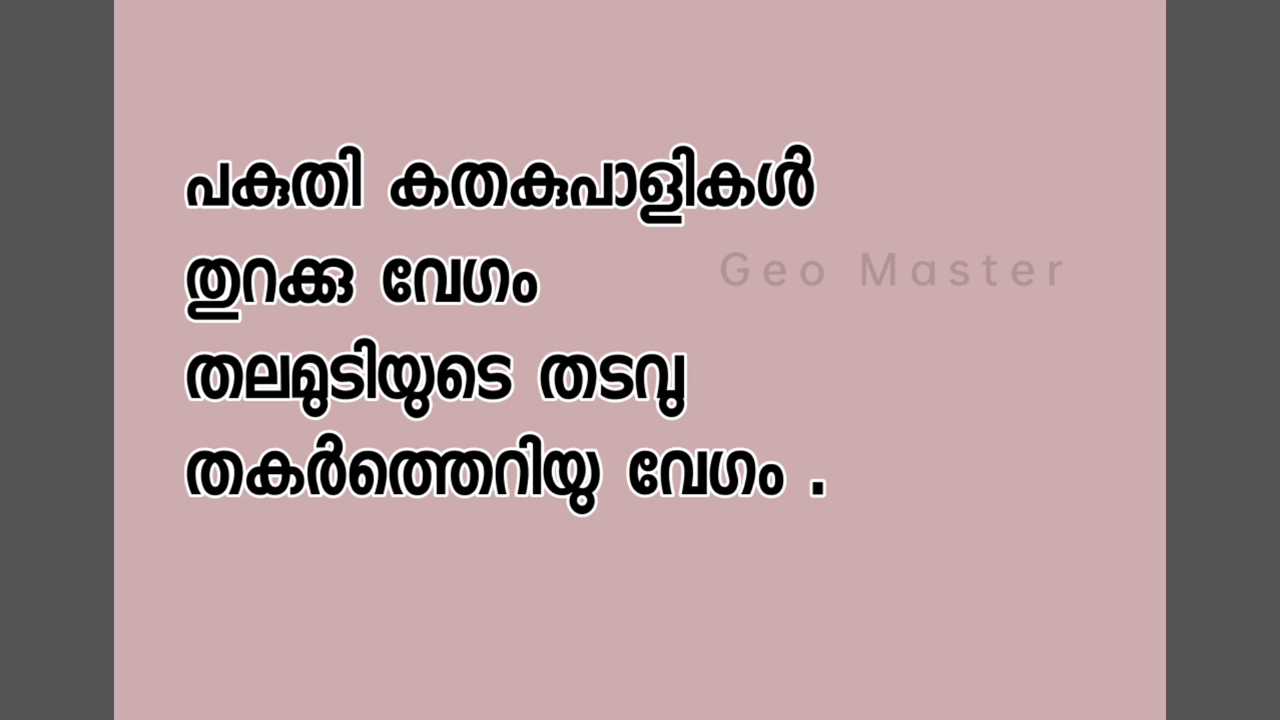 പകുതി കതകുപാളികൾ
തുറക്കു വേഗം
Geo Master
തലമുടിയുടെ തടവു
തകർത്തെറിയു വേഗം .